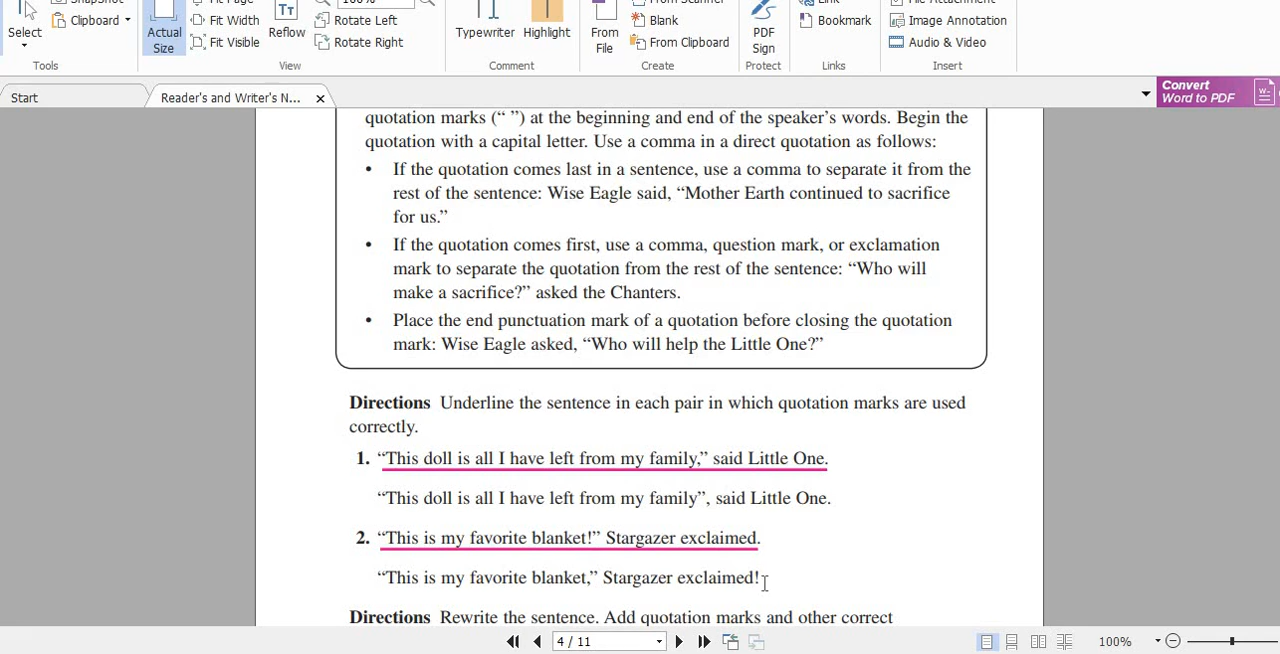 Snapshot Fit Page 100% From Scanner Link File Attachment
Select Clipboard Actual Size Fit Width Rotate Left Reflow Typewriter Highlight From File Blank PDF Sign Bookmark Image Annotation
Fit Visible Rotate Right From Clipboard Audio & Video
Tools View Comment Create Protect Links Insert
Start Reader's and Writer's N... Convert
Word to PDF
quotation marks (“ ”) at the beginning and end of the speaker’s words. Begin the
quotation with a capital letter. Use a comma in a direct quotation as follows:
• If the quotation comes last in a sentence, use a comma to separate it from the
rest of the sentence: Wise Eagle said, “Mother Earth continued to sacrifice
for us.”
• If the quotation comes first, use a comma, question mark, or exclamation
mark to separate the quotation from the rest of the sentence: “Who will
make a sacrifice?” asked the Chanters.
• Place the end punctuation mark of a quotation before closing the quotation
mark: Wise Eagle asked, “Who will help the Little One?”
Directions Underline the sentence in each pair in which quotation marks are used
correctly.
1. “This doll is all I have left from my family,” said Little One.
“This doll is all I have left from my family”, said Little One.
2. “This is my favorite blanket!” Stargazer exclaimed.
“This is my favorite blanket,” Stargazer exclaimed!
Directions Rewrite the sentence. Add quotation marks and other correct
4 / 11 100%